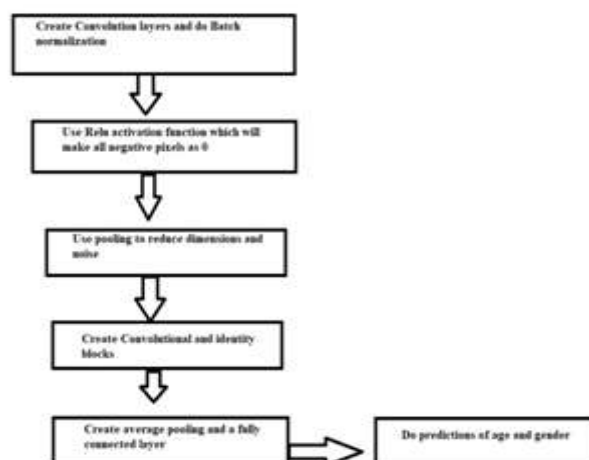 Create Convolution layers and do Batch
normalization
Use Relu activation function which will
make all negative pixels as 0
Use pooling to reduce dimensions and
noise
Create Convolutional and identity
blocks
Create average pooling and a fully
connected layer
Do predictions of age and gender